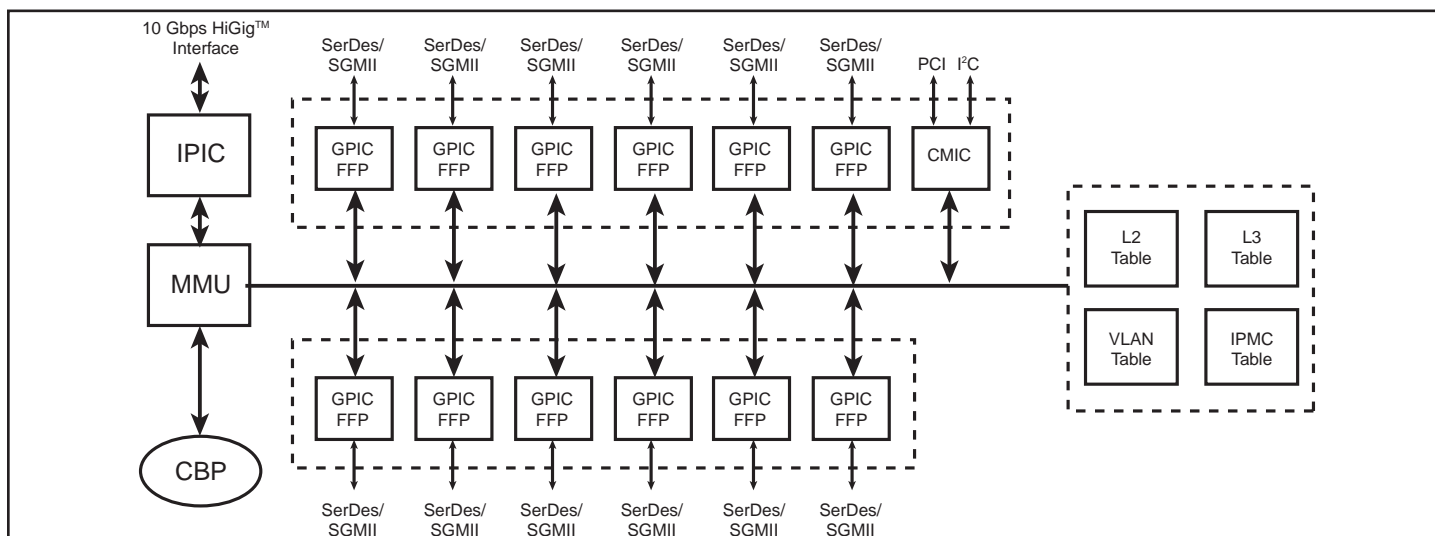 10 Gbps HiGig™
Interface
SerDes/
SGMII
SerDes/
SGMII
SerDes/
SGMII
SerDes/
SGMII
SerDes/
SGMII
SerDes/
SGMII
PCI
I²C
IPIC
GPIC
FFP
GPIC
FFP
GPIC
FFP
GPIC
FFP
GPIC
FFP
GPIC
FFP
CMIC
MMU
L2
Table
L3
Table
VLAN
Table
IPMC
Table
GPIC
FFP
GPIC
FFP
GPIC
FFP
GPIC
FFP
GPIC
FFP
GPIC
FFP
CBP
SerDes/
SGMII
SerDes/
SGMII
SerDes/
SGMII
SerDes/
SGMII
SerDes/
SGMII
SerDes/
SGMII